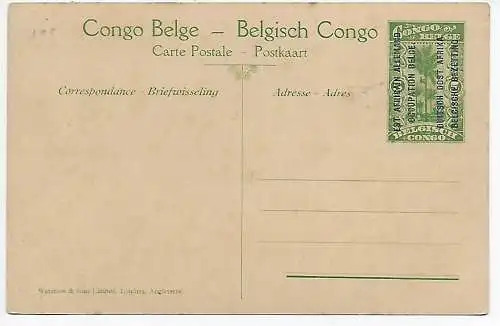 Congo Belge – Belgisch Congo
Carte Postale - Postkaart
Correspondance - Briefwisseling
Adresse - Adres
CONGO
BELGE
EST AFRICAIN ALLEMAND
OCCUPATION BELGE.
DUITSCH OOST AFRIKA
BELGISCHE BEZETTING.
BELGISCH
CONGO
Waterlow & Sons Limited, Londres, Angleterre